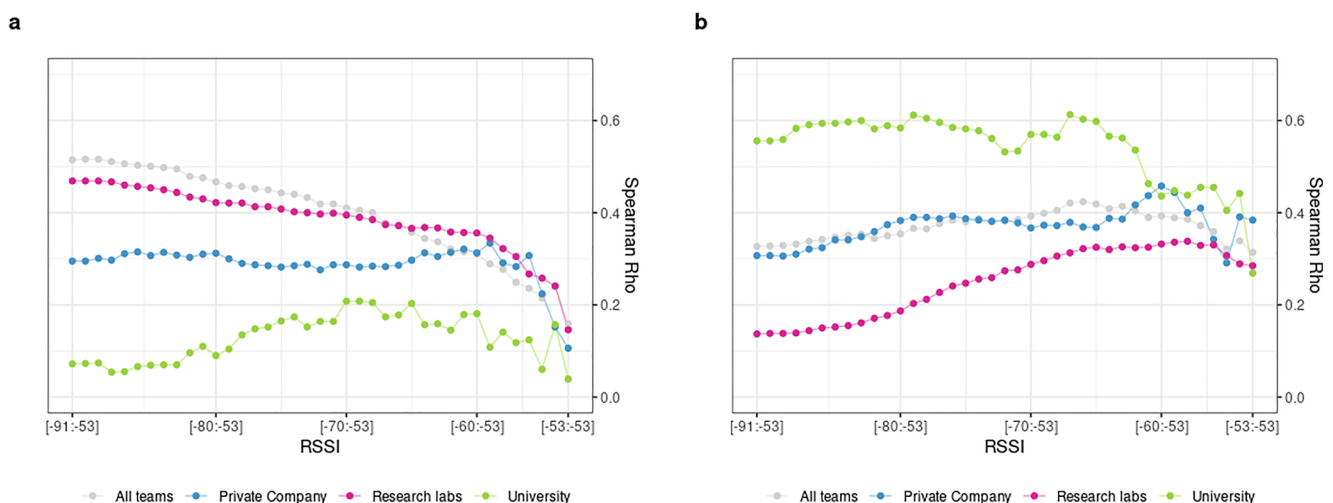 a
0.6
0.4
0.2
0.0
Spearman Rho
[-91:-53] [-80:-53] [-70:-53] [-60:-53] [-53:-53]
RSSI
All teams Private Company Research labs University
b
0.6
0.4
0.2
0.0
Spearman Rho
[-91:-53] [-80:-53] [-70:-53] [-60:-53] [-53:-53]
RSSI
All teams Private Company Research labs University